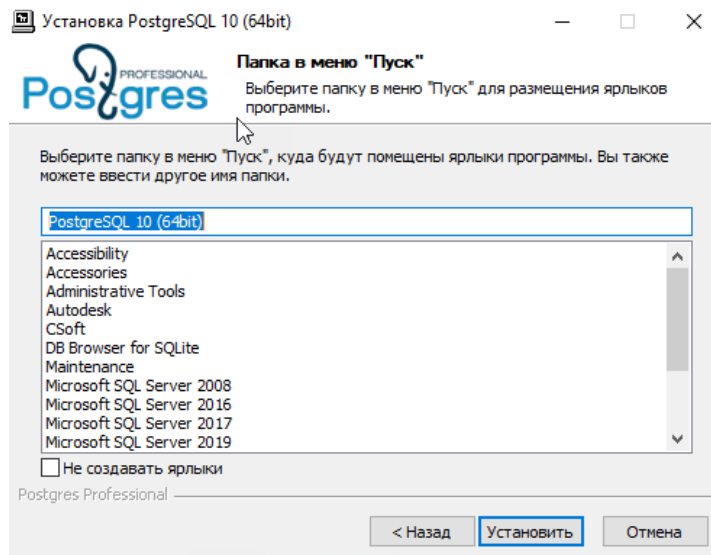 Установка PostgreSQL 10 (64bit)
PROFESSIONAL
Postgres
Папка в меню "Пуск"
Выберите папку в меню "Пуск" для размещения ярлыков
программы.
Выберите папку в меню "Пуск", куда будут помещены ярлыки программы. Вы также
можете ввести другое имя папки.
PostgreSQL 10 (64bit)
Accessibility
Accessories
Administrative Tools
Autodesk
CSoft
DB Browser for SQLite
Maintenance
Microsoft SQL Server 2008
Microsoft SQL Server 2016
Microsoft SQL Server 2017
Microsoft SQL Server 2019
Не создавать ярлыки
Postgres Professional
< Назад Установить Отмена